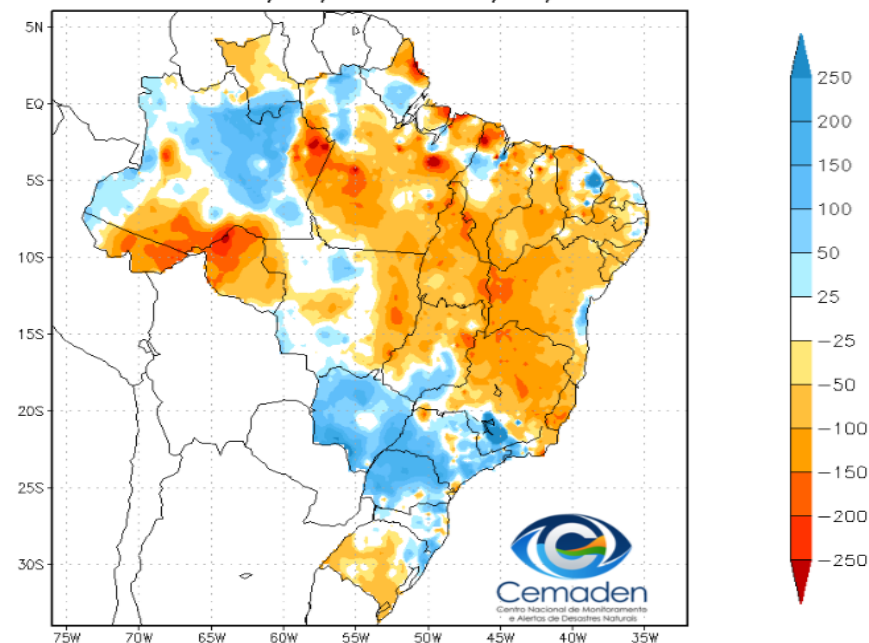 5N
EQ
5S
10S
15S
20S
25S
30S
75W
70W
65W
60W
55W
50W
45W
40W
35W
250
200
150
100
50
25
−25
−50
−100
−150
−200
−250
Cemaden
Centro Nacional de Monitoramento
e Alertas de Desastres Naturais